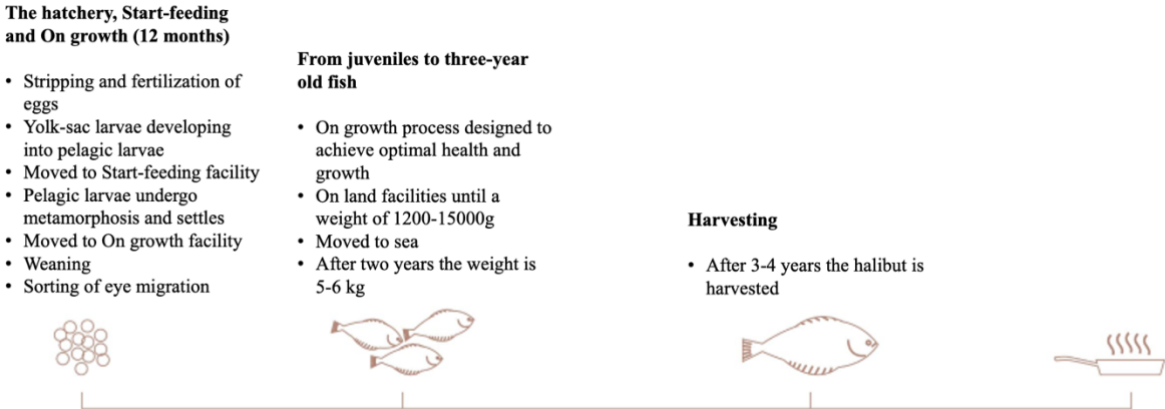 The hatchery, Start-feeding
and On growth (12 months)
• Stripping and fertilization of
eggs
• Yolk-sac larvae developing
into pelagic larvae
• Moved to Start-feeding facility
• Pelagic larvae undergo
metamorphosis and settles
• Moved to On growth facility
• Weaning
• Sorting of eye migration
From juveniles to three-year
old fish
• On growth process designed to
achieve optimal health and
growth
• On land facilities until a
weight of 1200-15000g
• Moved to sea
• After two years the weight is
5-6 kg
Harvesting
• After 3-4 years the halibut is
harvested